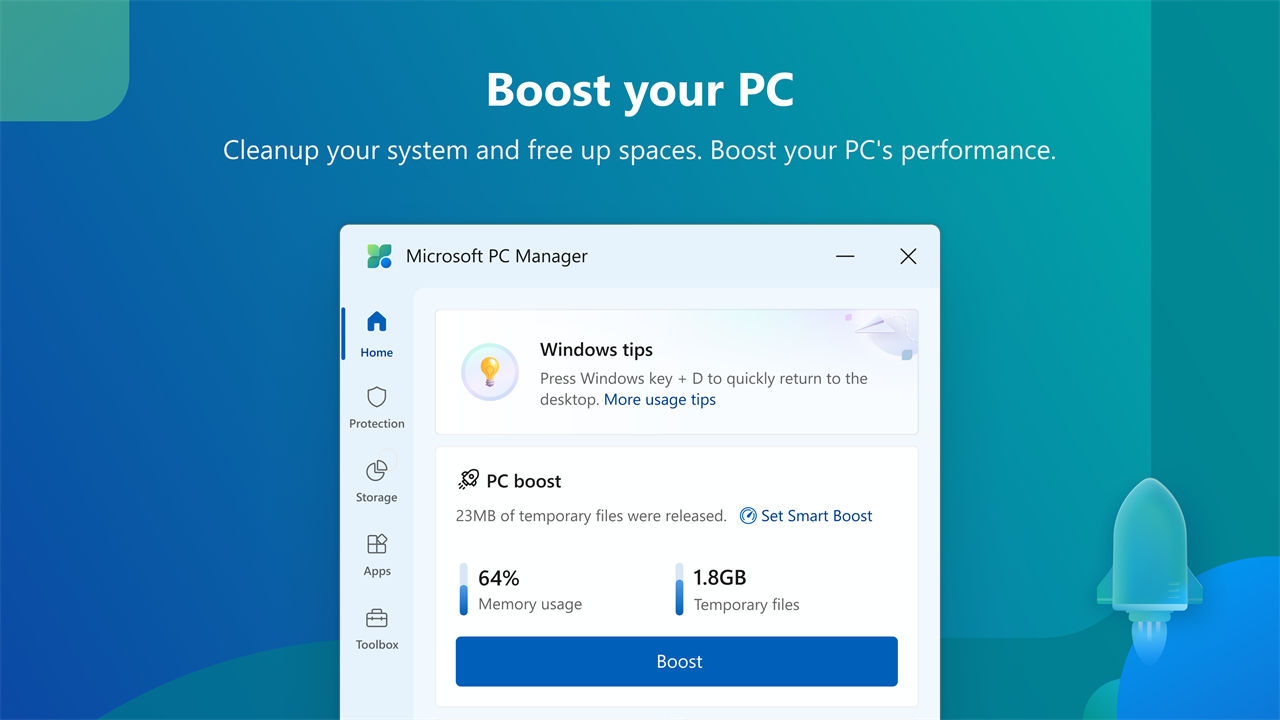 Boost your PC
Cleanup your system and free up spaces. Boost your PC's performance.
Microsoft PC Manager
Home
Protection
Storage
Apps
Toolbox
Windows tips
Press Windows key + D to quickly return to the
desktop. More usage tips
PC boost
23MB of temporary files were released. Set Smart Boost
64%
Memory usage
1.8GB
Temporary files
Boost